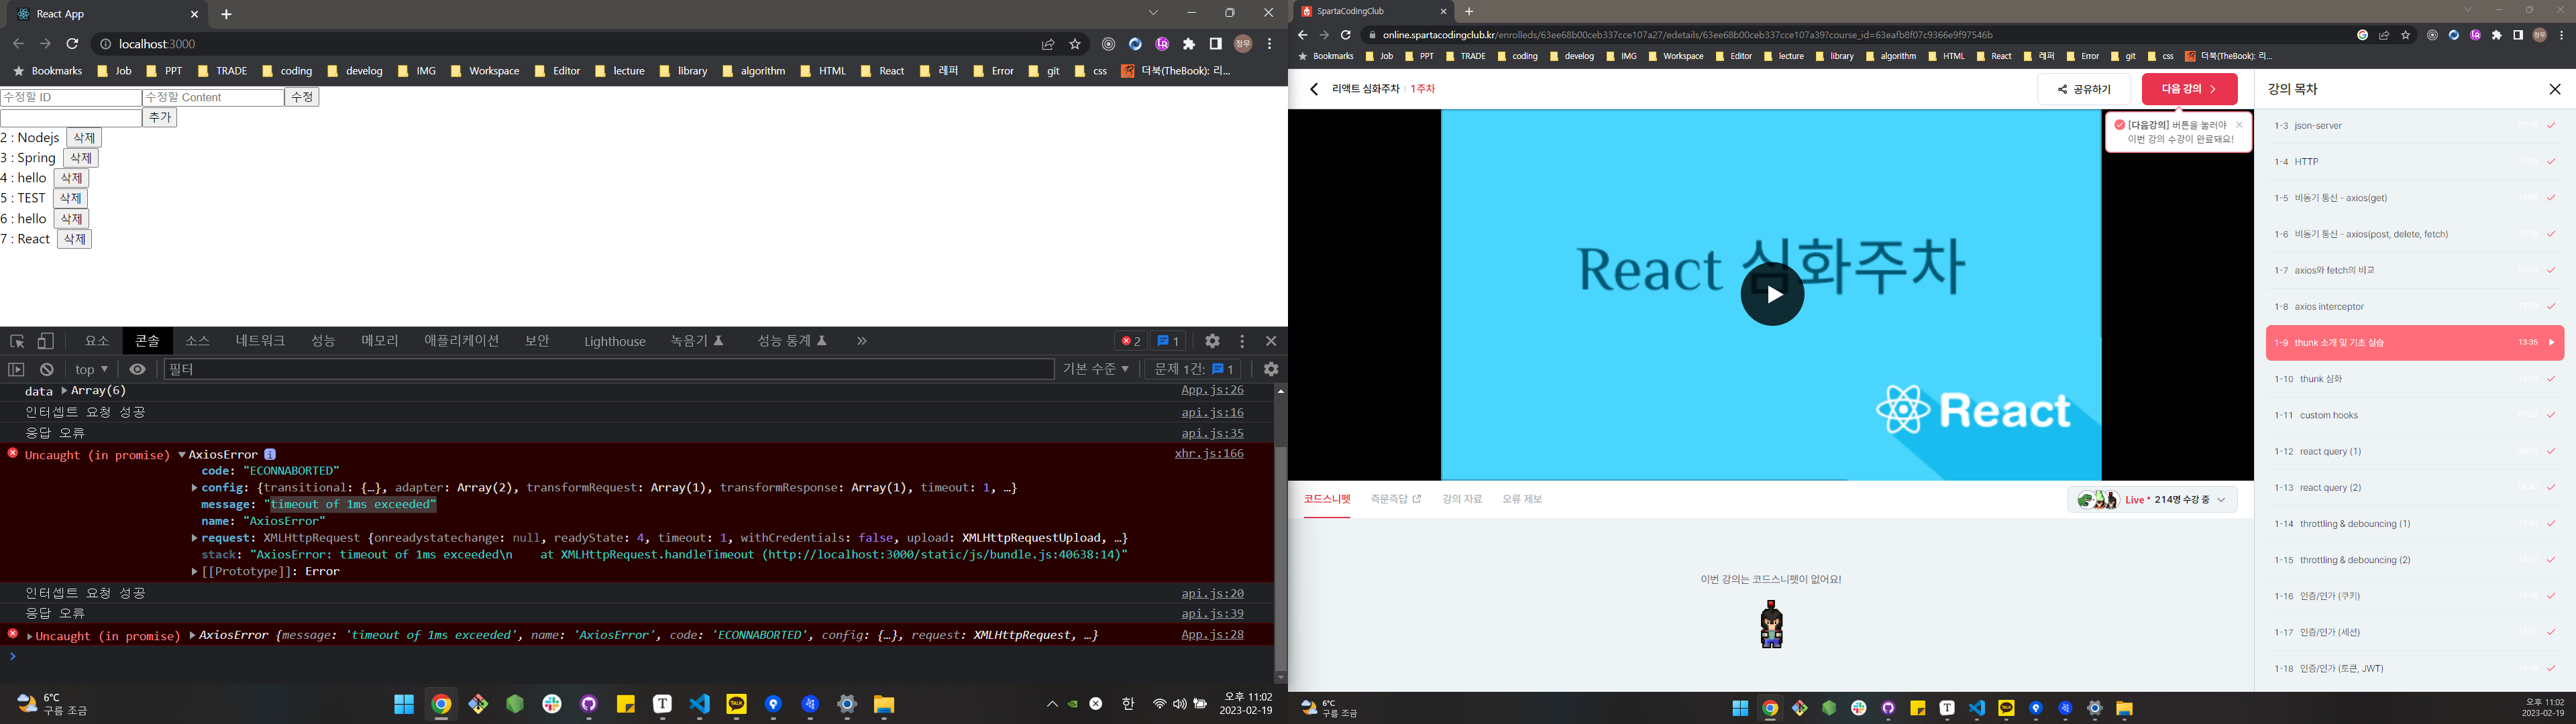 React App
localhost:3000
Bookmarks Job PPT TRADE coding develog IMG Workspace Editor lecture library algorithm HTML React 레퍼 Error git css 더북(TheBook): 리...
수정할 ID 수정할 Content 수정
추가
2 : Nodejs 삭제
3 : Spring 삭제
4 : hello 삭제
5 : TEST 삭제
6 : hello 삭제
7 : React 삭제
요소 콘솔 소스 네트워크 성능 메모리 애플리케이션 보안 Lighthouse 녹음기 성능 통계 2 1
top 필터 기본 수준 문제 1건: 1
data Array(6) App.js:26
인터셉트 요청 성공 api.js:16
응답 오류 api.js:35
Uncaught (in promise) AxiosError i xhr.js:166
code: "ECONNABORTED"
config: {transitional: {…}, adapter: Array(2), transformRequest: Array(1), transformResponse: Array(1), timeout: 1, …}
message: "timeout of 1ms exceeded"
name: "AxiosError"
request: XMLHttpRequest {onreadystatechange: null, readyState: 4, timeout: 1, withCredentials: false, upload: XMLHttpRequestUpload, …}
stack: "AxiosError: timeout of 1ms exceeded\n    at XMLHttpRequest.handleTimeout (http://localhost:3000/static/js/bundle.js:40638:14)"
[[Prototype]]: Error
인터셉트 요청 성공 api.js:20
응답 오류 api.js:39
Uncaught (in promise) AxiosError {message: 'timeout of 1ms exceeded', name: 'AxiosError', code: 'ECONNABORTED', config: {…}, request: XMLHttpRequest, …} App.js:28
6°C
구름 조금
한
오후 11:02
2023-02-19
SpartaCodingClub
online.spartacodingclub.kr/enrolleds/63ee68b00ceb337cce107a27/edetails/63ee68b00ceb337cce107a39?course_id=63eafb8f07c9366e9f97546b
Bookmarks Job PPT TRADE coding develog IMG Workspace Editor lecture library algorithm HTML React 레퍼 Error git css 더북(TheBook): 리...
리액트 심화주차 1주차 공유하기 다음 강의
[다음강의] 버튼을 눌러야
이번 강의 수강이 완료돼요!
React 심화주차
React
코드스니펫 즉문즉답 강의 자료 오류 제보 Live 214명 수강 중
이번 강의는 코드스니펫이 없어요!
강의 목차
1-3 json-server
1-4 HTTP
1-5 비동기 통신 - axios(get)
1-6 비동기 통신 - axios(post, delete, fetch)
1-7 axios와 fetch의 비교
1-8 axios interceptor
1-9 thunk 소개 및 기초 실습 13:35
1-10 thunk 심화
1-11 custom hooks
1-12 react query (1)
1-13 react query (2)
1-14 throttling & debouncing (1)
1-15 throttling & debouncing (2)
1-16 인증/인가 (쿠키)
1-17 인증/인가 (세션)
1-18 인증/인가 (토큰, JWT)
6°C
구름 조금
오후 11:02
2023-02-19